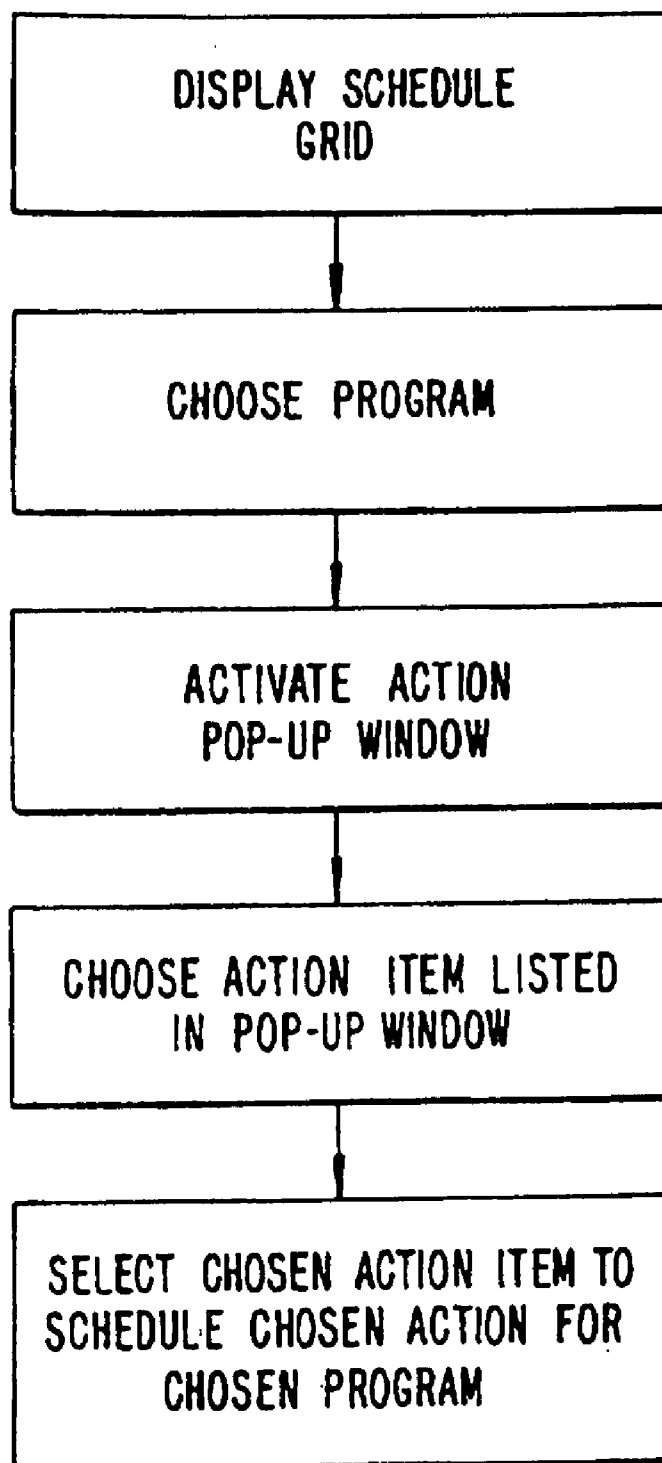 DISPLAY SCHEDULE
GRID
CHOOSE PROGRAM
ACTIVATE ACTION
POP-UP WINDOW
CHOOSE ACTION ITEM LISTED
IN POP-UP WINDOW
SELECT CHOSEN ACTION ITEM TO
SCHEDULE CHOSEN ACTION FOR
CHOSEN PROGRAM